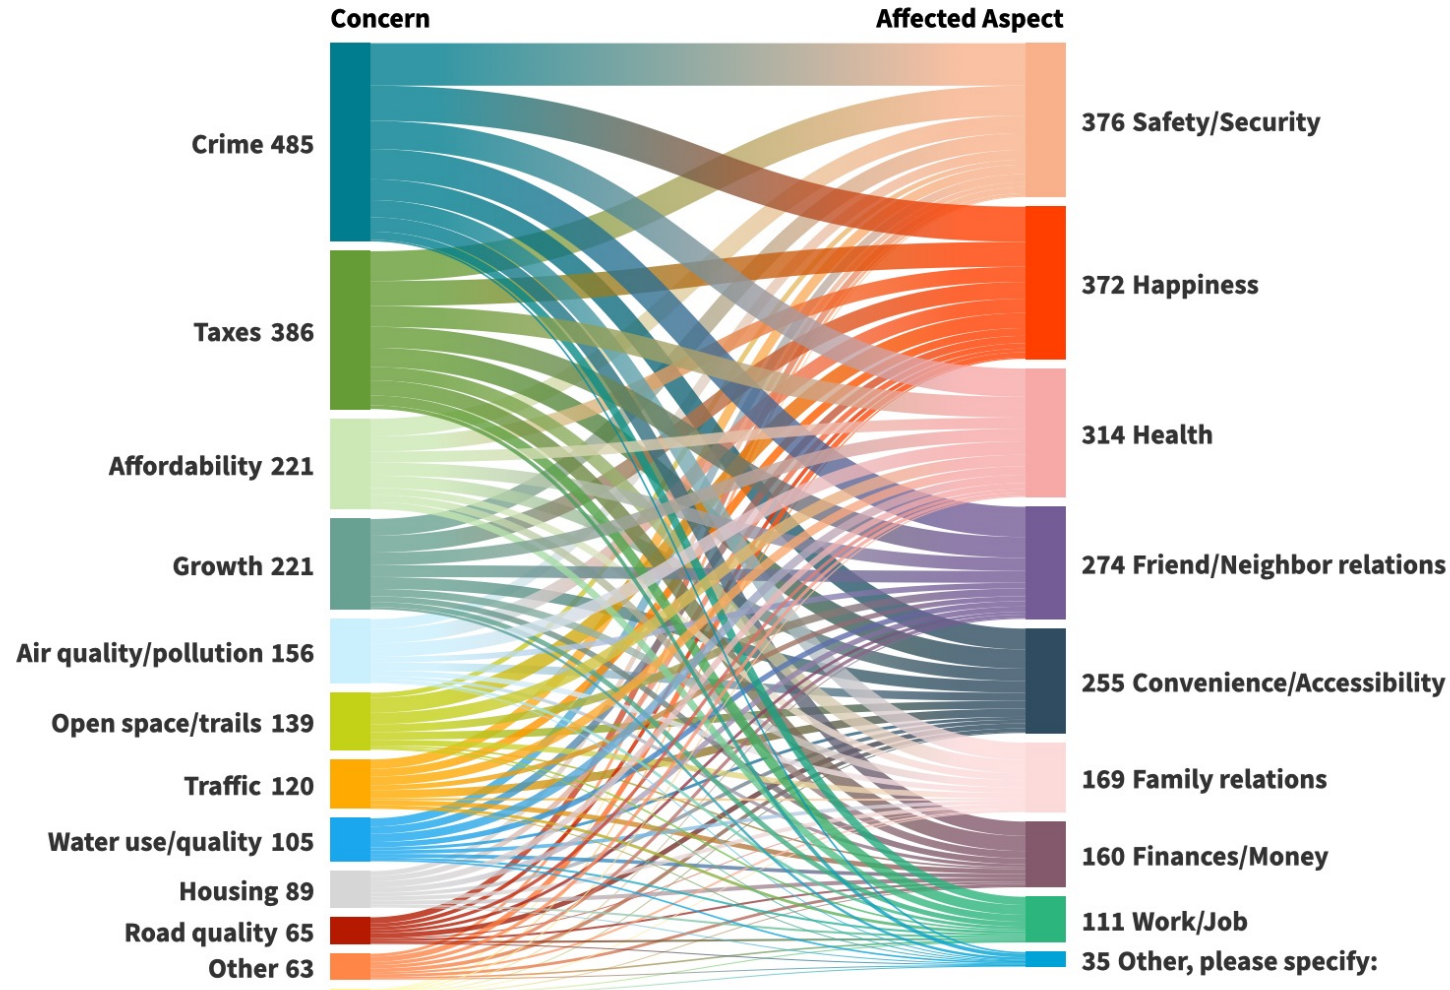 Concern
Affected Aspect
Crime 485
Taxes 386
Affordability 221
Growth 221
Air quality/pollution 156
Open space/trails 139
Traffic 120
Water use/quality 105
Housing 89
Road quality 65
Other 63
376 Safety/Security
372 Happiness
314 Health
274 Friend/Neighbor relations
255 Convenience/Accessibility
169 Family relations
160 Finances/Money
111 Work/Job
35 Other, please specify: